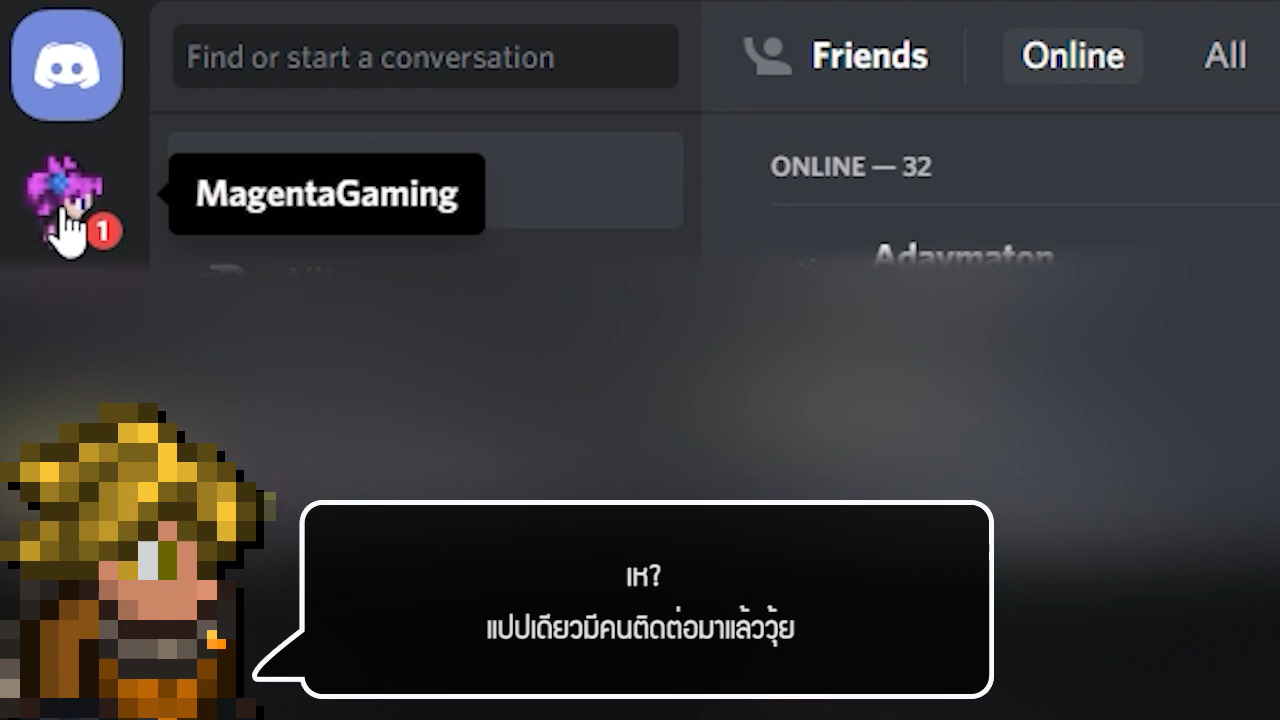 Find or start a conversation
Friends
Online
All
MagentaGaming
1
ONLINE — 32
Adaymaton
เห?
แปปเดียวมีคนติดต่อมาแล้ววุ้ย